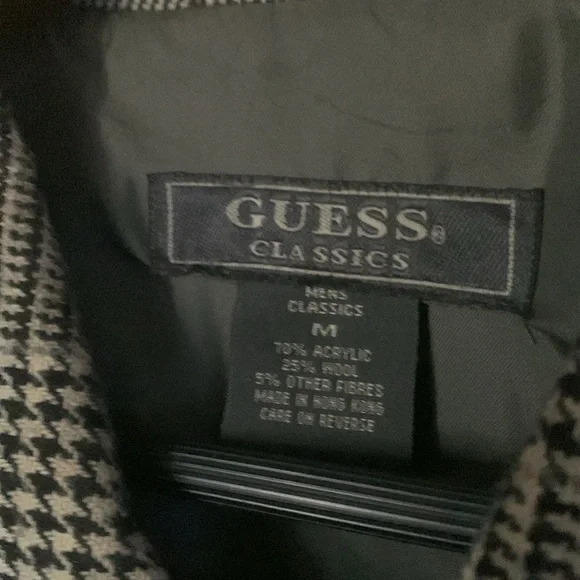 GUESS®
CLASSICS
MENS
CLASSICS
M
70% ACRYLIC
25% WOOL
5% OTHER FIBRES
MADE IN HONG KONG
CARE ON REVERSE